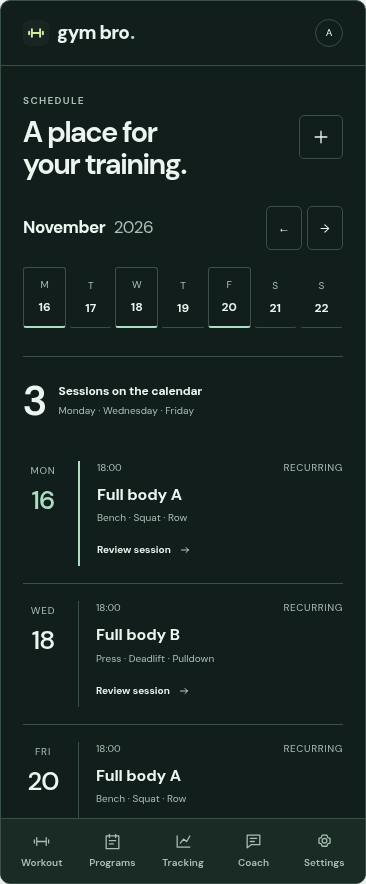 gym bro.
A
SCHEDULE
A place for
your training.
+
November 2026
← →
M T W T F S S
16 17 18 19 20 21 22
3 Sessions on the calendar
Monday · Wednesday · Friday
MON
16
18:00 RECURRING
Full body A
Bench · Squat · Row
Review session →
WED
18
18:00 RECURRING
Full body B
Press · Deadlift · Pulldown
Review session →
FRI
20
18:00 RECURRING
Full body A
Bench · Squat · Row
Workout Programs Tracking Coach Settings